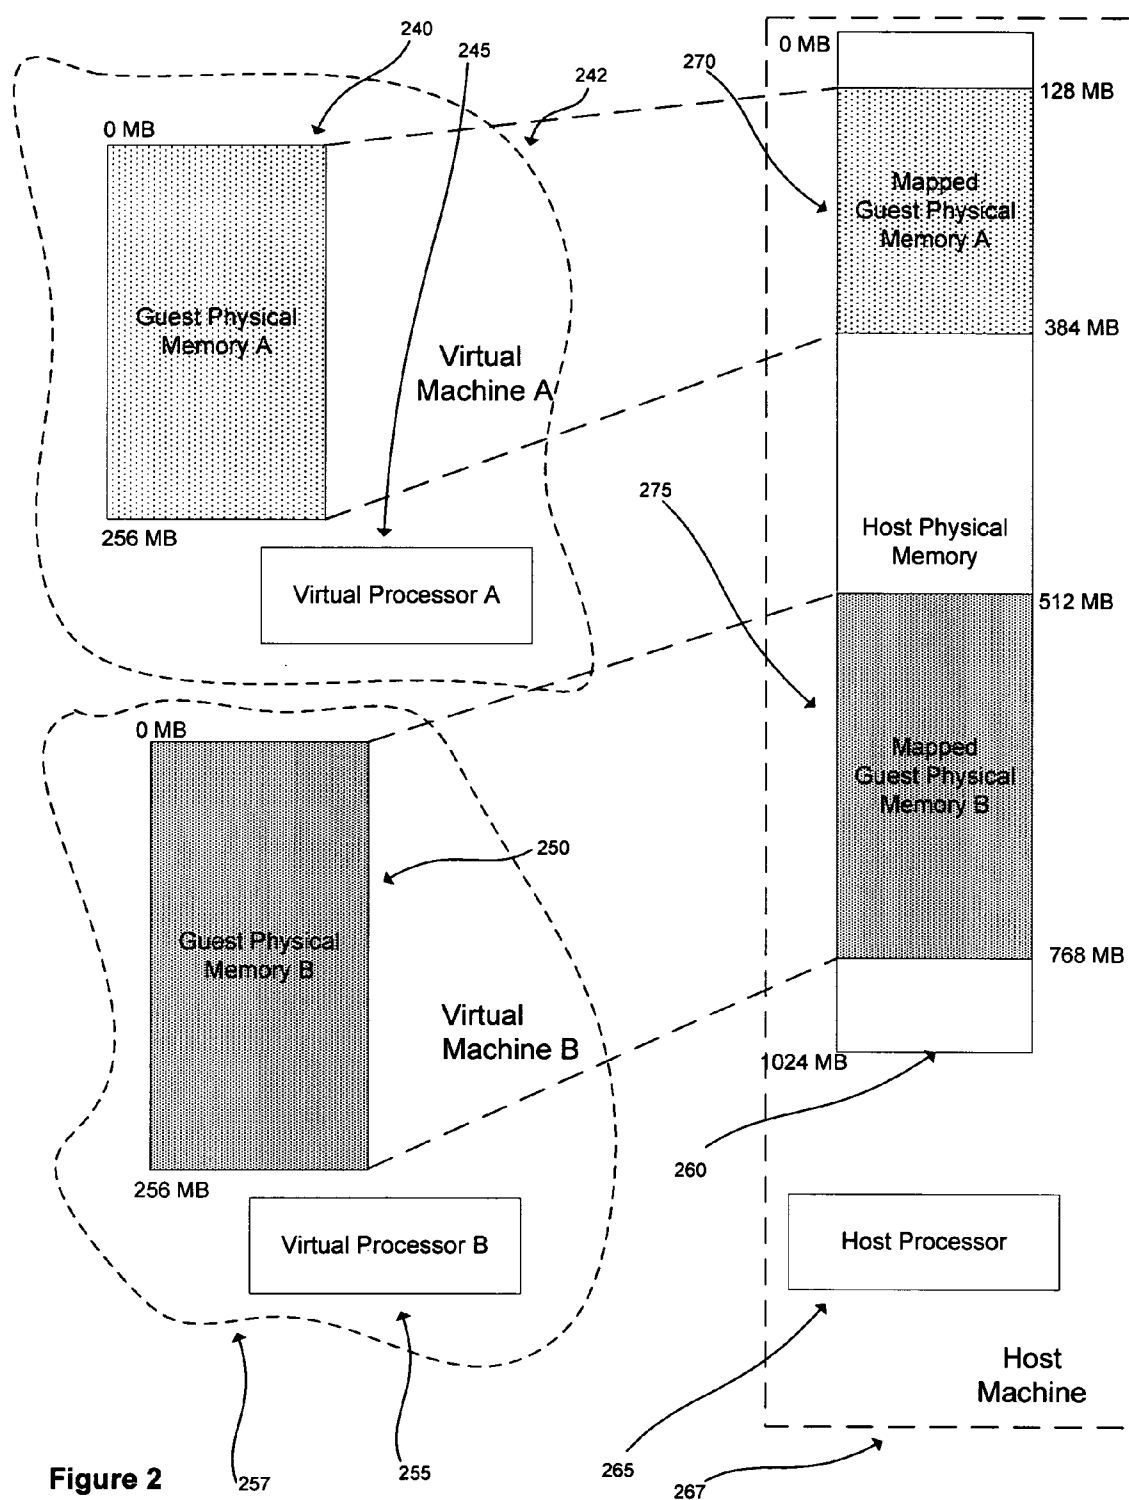 240
245
0 MB
270
242
128 MB
0 MB
Mapped
Guest Physical
Memory A
Guest Physical
Memory A
384 MB
Virtual
Machine A
275
Host Physical
Memory
256 MB
Virtual Processor A
512 MB
0 MB
Mapped
Guest Physical
Memory B
250
Guest Physical
Memory B
768 MB
Virtual
Machine B
1024 MB
260
256 MB
Virtual Processor B
Host Processor
Host
Machine
265
255
257
267
Figure 2